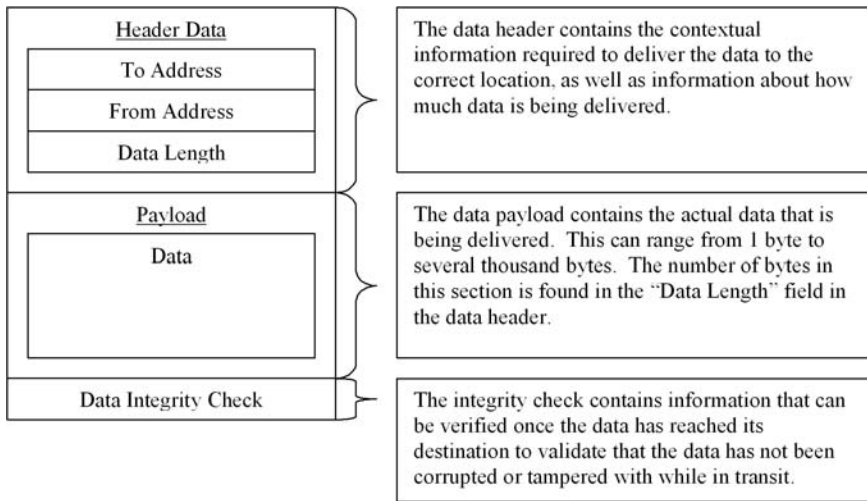 Header Data
To Address
From Address
Data Length
The data header contains the contextual
information required to deliver the data to the
correct location, as well as information about how
much data is being delivered.
Payload
Data
The data payload contains the actual data that is
being delivered.  This can range from 1 byte to
several thousand bytes.  The number of bytes in
this section is found in the “Data Length” field in
the data header.
Data Integrity Check
The integrity check contains information that can
be verified once the data has reached its
destination to validate that the data has not been
corrupted or tampered with while in transit.